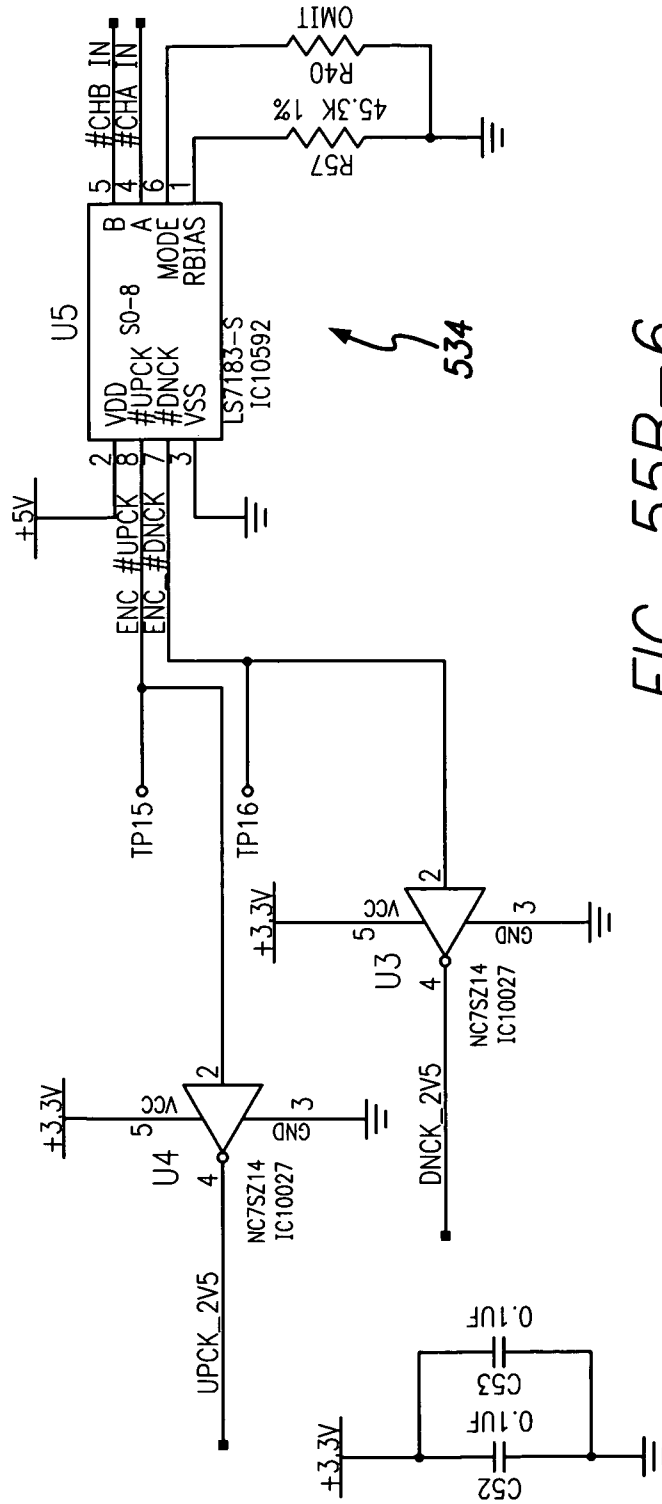 +5V
U5
ENC #UPCK
ENC #DNCK
2
8
7
3
VDD
#UPCK
#DNCK
VSS
SO-8
B
A
MODE
RBIAS
5
4
6
1
#CHB IN
#CHA IN
LS7183-S
IC10592
R57
45.3K 1%
R40
OMIT
534
TP15
TP16
+3.3V
5
VCC
U4
4
2
GND
3
NC7SZ14
IC10027
UPCK_2V5
+3.3V
5
VCC
U3
4
2
GND
3
NC7SZ14
IC10027
DNCK_2V5
+3.3V
C52
0.1UF
C53
0.1UF